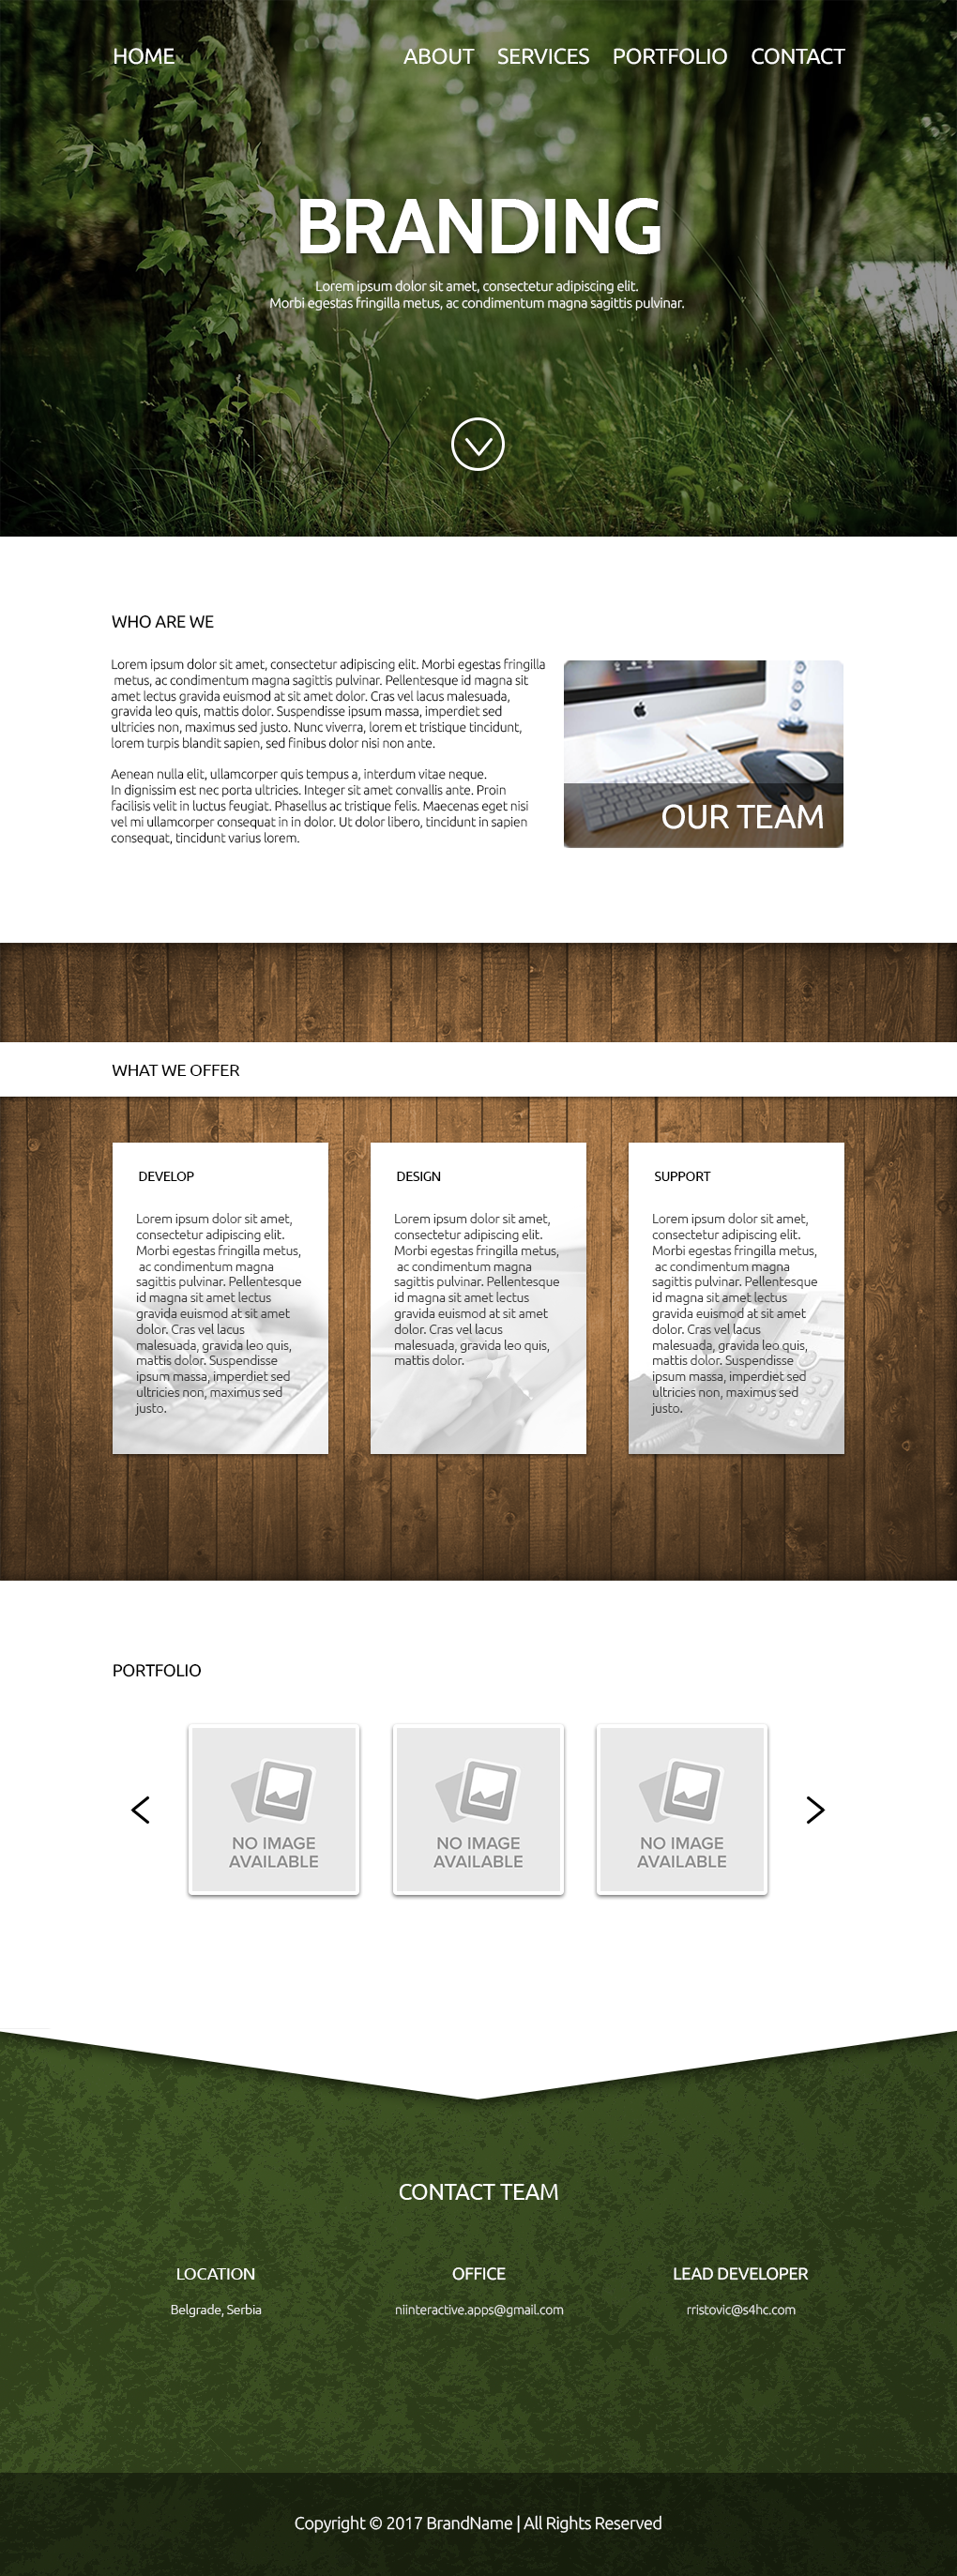 HOME ABOUT SERVICES PORTFOLIO CONTACT
BRANDING
Lorem ipsum dolor sit amet, consectetur adipiscing elit.
Morbi egestas fringilla metus, ac condimentum magna sagittis pulvinar.
WHO ARE WE
Lorem ipsum dolor sit amet, consectetur adipiscing elit. Morbi egestas fringilla
metus, ac condimentum magna sagittis pulvinar. Pellentesque id magna sit
amet lectus gravida euismod at sit amet dolor. Cras vel lacus malesuada,
gravida leo quis, mattis dolor. Suspendisse ipsum massa, imperdiet sed
ultricies non, maximus sed justo. Nunc viverra, lorem et tristique tincidunt,
lorem turpis blandit sapien, sed finibus dolor nisi non ante.
Aenean nulla elit, ullamcorper quis tempus a, interdum vitae neque.
In dignissim est nec porta ultricies. Integer sit amet convallis ante. Proin
facilisis velit in luctus feugiat. Phasellus ac tristique felis. Maecenas eget nisi
vel mi ullamcorper consequat in in dolor. Ut dolor libero, tincidunt in sapien
consequat, tincidunt varius lorem.
OUR TEAM
WHAT WE OFFER
DEVELOP
Lorem ipsum dolor sit amet,
consectetur adipiscing elit.
Morbi egestas fringilla metus,
ac condimentum magna
sagittis pulvinar. Pellentesque
id magna sit amet lectus
gravida euismod at sit amet
dolor. Cras vel lacus
malesuada, gravida leo quis,
mattis dolor. Suspendisse
ipsum massa, imperdiet sed
ultricies non, maximus sed
justo.
DESIGN
Lorem ipsum dolor sit amet,
consectetur adipiscing elit.
Morbi egestas fringilla metus,
ac condimentum magna
sagittis pulvinar. Pellentesque
id magna sit amet lectus
gravida euismod at sit amet
dolor. Cras vel lacus
malesuada, gravida leo quis,
mattis dolor.
SUPPORT
Lorem ipsum dolor sit amet,
consectetur adipiscing elit.
Morbi egestas fringilla metus,
ac condimentum magna
sagittis pulvinar. Pellentesque
id magna sit amet lectus
gravida euismod at sit amet
dolor. Cras vel lacus
malesuada, gravida leo quis,
mattis dolor. Suspendisse
ipsum massa, imperdiet sed
ultricies non, maximus sed
justo.
PORTFOLIO
NO IMAGE
AVAILABLE
NO IMAGE
AVAILABLE
NO IMAGE
AVAILABLE
CONTACT TEAM
LOCATION
Belgrade, Serbia
OFFICE
niinteractive.apps@gmail.com
LEAD DEVELOPER
rristovic@s4hc.com
Copyright © 2017 BrandName | All Rights Reserved